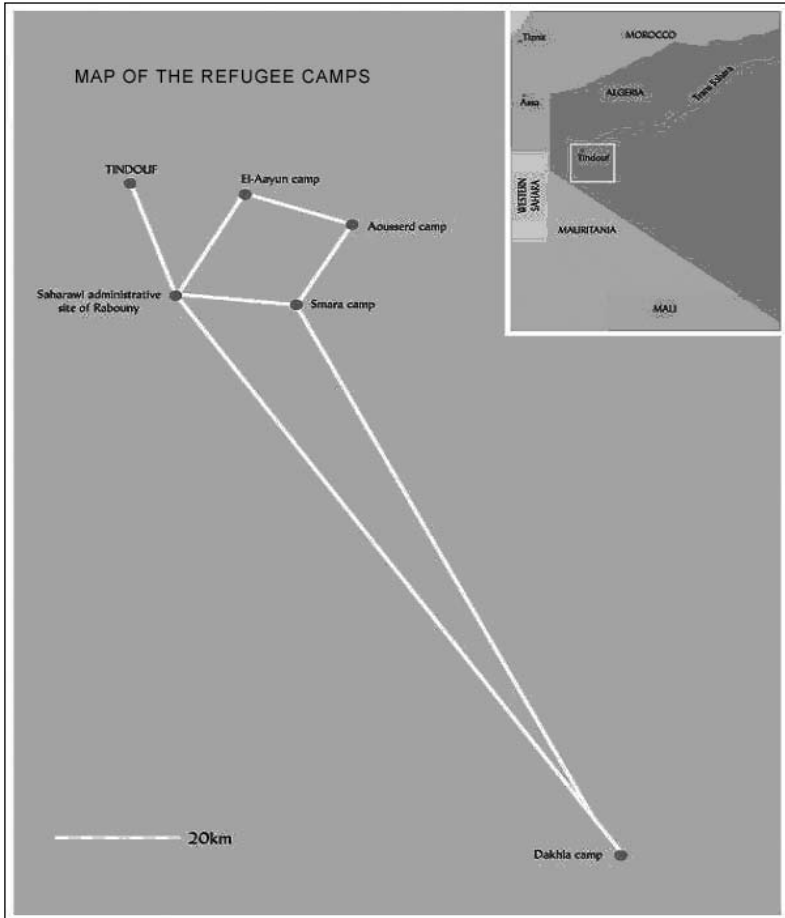 MAP OF THE REFUGEE CAMPS
TINDOUF
El-Aayun camp
Aousserd camp
Saharawi administrative
site of Rabouny
Smara camp
20km
Dakhla camp
MOROCCO
Assa
ALGERIA
Trans Sahara
Tindouf
WESTERN
SAHARA
MAURITANIA
MALI